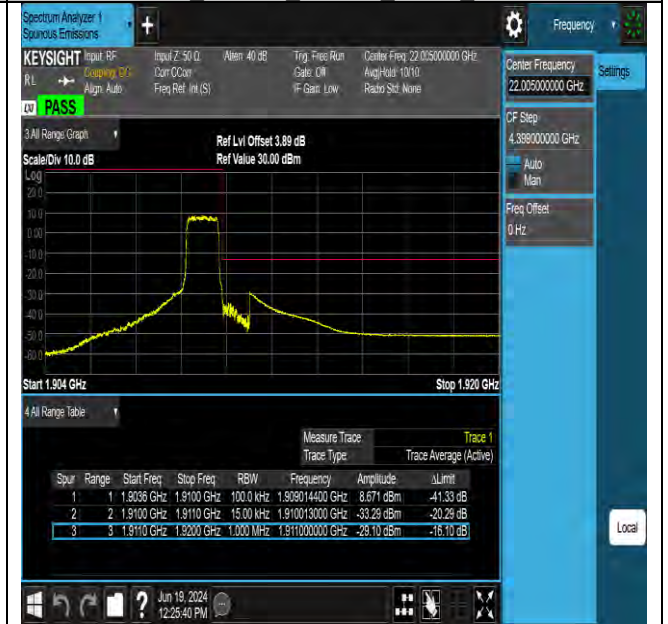 Spectrum Analyzer 1
Spurious Emissions
+
Frequency
KEYSIGHT
Input: RF
Coupling: DC
Align: Auto
Input Z: 50 Ω
Corr CCorr
Freq Ref: Int (S)
Atten: 40 dB
Trig: Free Run
Gate: Off
IF Gain: Low
Center Freq: 22.005000000 GHz
Avg|Hold: 10/10
Radio Std: None
RL
LXI
PASS
Center Frequency
22.005000000 GHz
Settings
CF Step
4.399000000 GHz
Auto
Man
Freq Offset
0 Hz
3 All Range Graph
Scale/Div 10.0 dB
Ref Lvl Offset 3.89 dB
Ref Value 30.00 dBm
Log
20.0
10.0
0.00
-10.0
-20.0
-30.0
-40.0
-50.0
-60.0
Start 1.904 GHz
Stop 1.920 GHz
4 All Range Table
Measure Trace Trace 1
Trace Type Trace Average (Active)
Spur Range Start Freq Stop Freq RBW Frequency Amplitude ΔLimit
1 1 1.9036 GHz 1.9100 GHz 100.0 kHz 1.909014400 GHz 8.671 dBm -41.33 dB
2 2 1.9100 GHz 1.9110 GHz 15.00 kHz 1.910013000 GHz -33.29 dBm -20.29 dB
3 3 1.9110 GHz 1.9200 GHz 1.000 MHz 1.911000000 GHz -29.10 dBm -16.10 dB
Local
?
Jun 19, 2024
12:25:40 PM